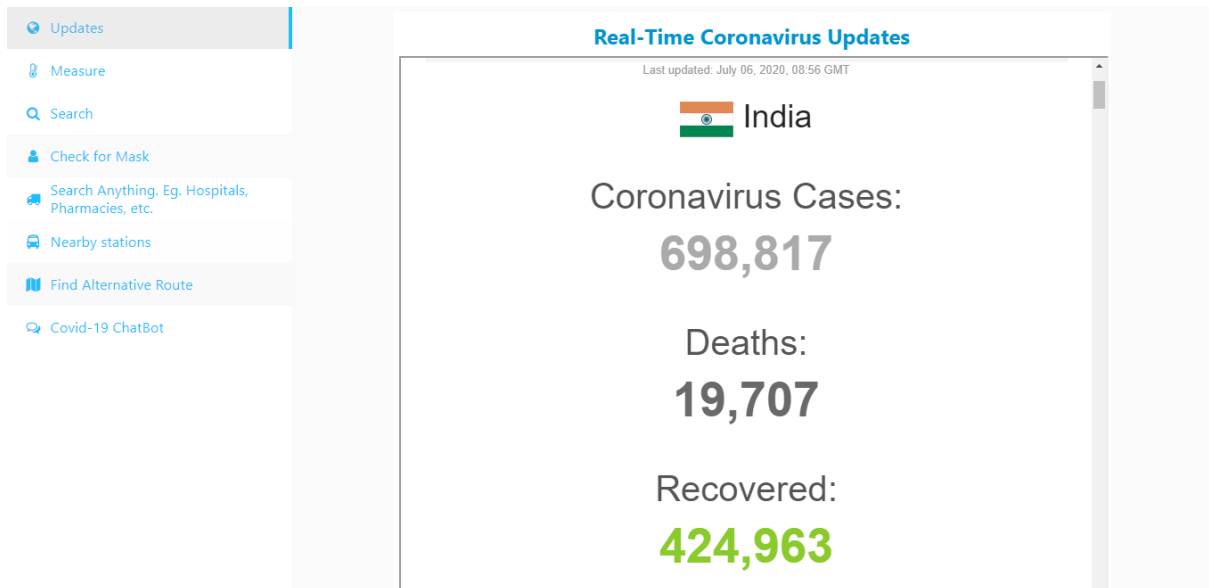 Updates
Measure
Search
Check for Mask
Search Anything. Eg. Hospitals,
Pharmacies, etc.
Nearby stations
Find Alternative Route
Covid-19 ChatBot
Real-Time Coronavirus Updates
Last updated: July 06, 2020, 08:56 GMT
India
Coronavirus Cases:
698,817
Deaths:
19,707
Recovered:
424,963